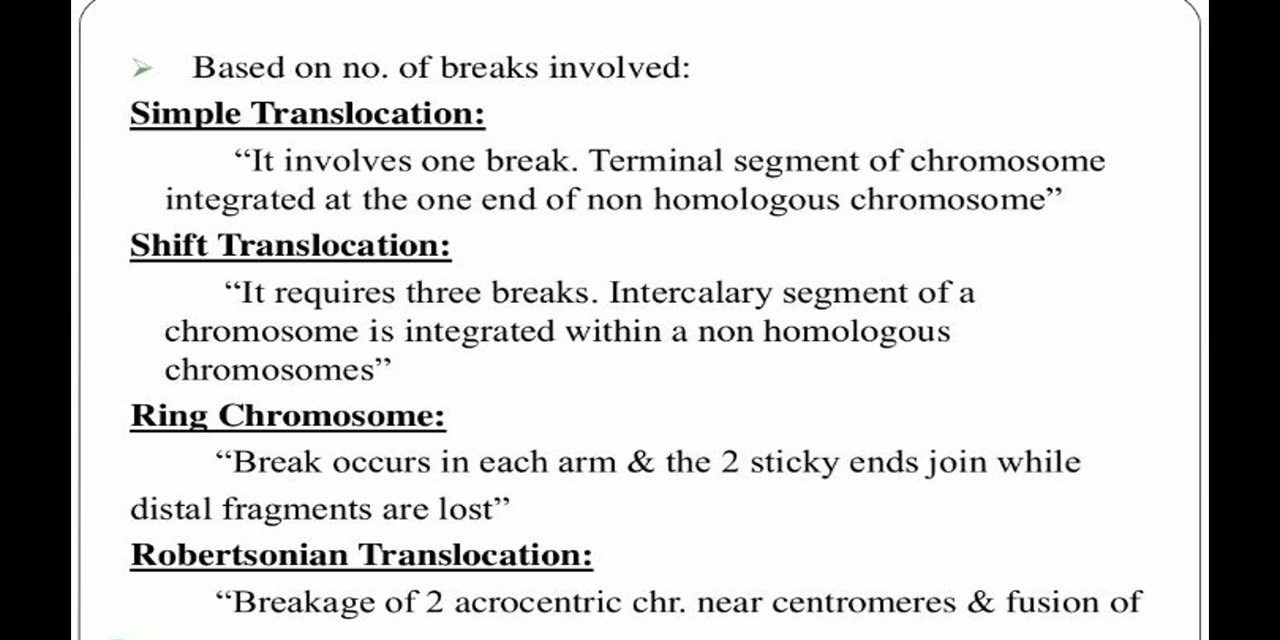 Based on no. of breaks involved:
Simple Translocation:
“It involves one break. Terminal segment of chromosome
integrated at the one end of non homologous chromosome”
Shift Translocation:
“It requires three breaks. Intercalary segment of a
chromosome is integrated within a non homologous
chromosomes”
Ring Chromosome:
“Break occurs in each arm & the 2 sticky ends join while
distal fragments are lost”
Robertsonian Translocation:
“Breakage of 2 acrocentric chr. near centromeres & fusion of